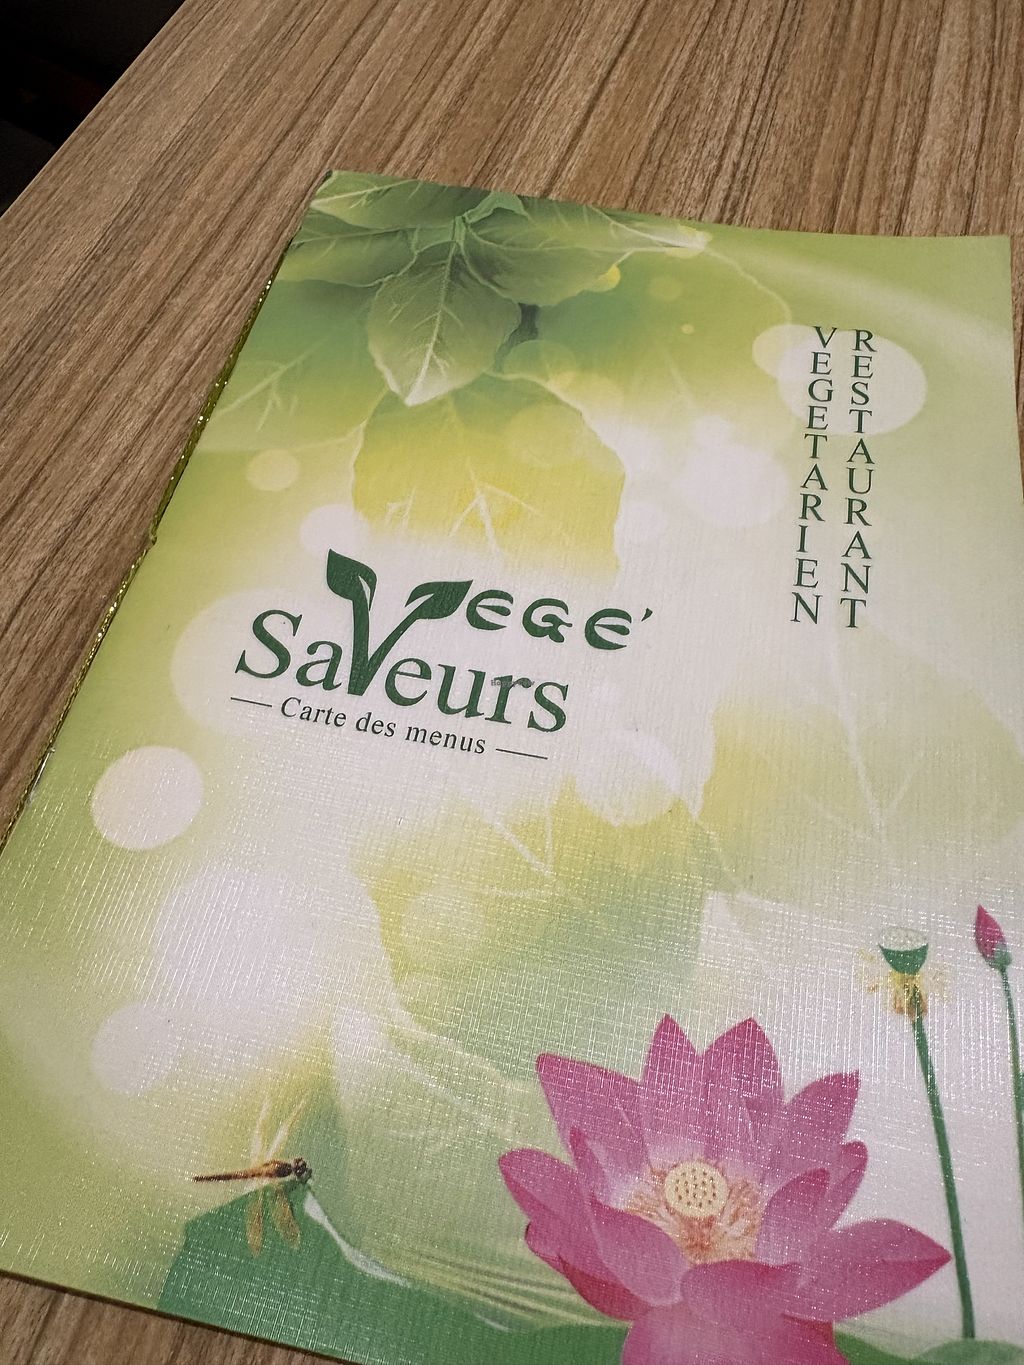 VEGE'
SaVeurs
Carte des menus
RESTAURANT
VEGETARIEN